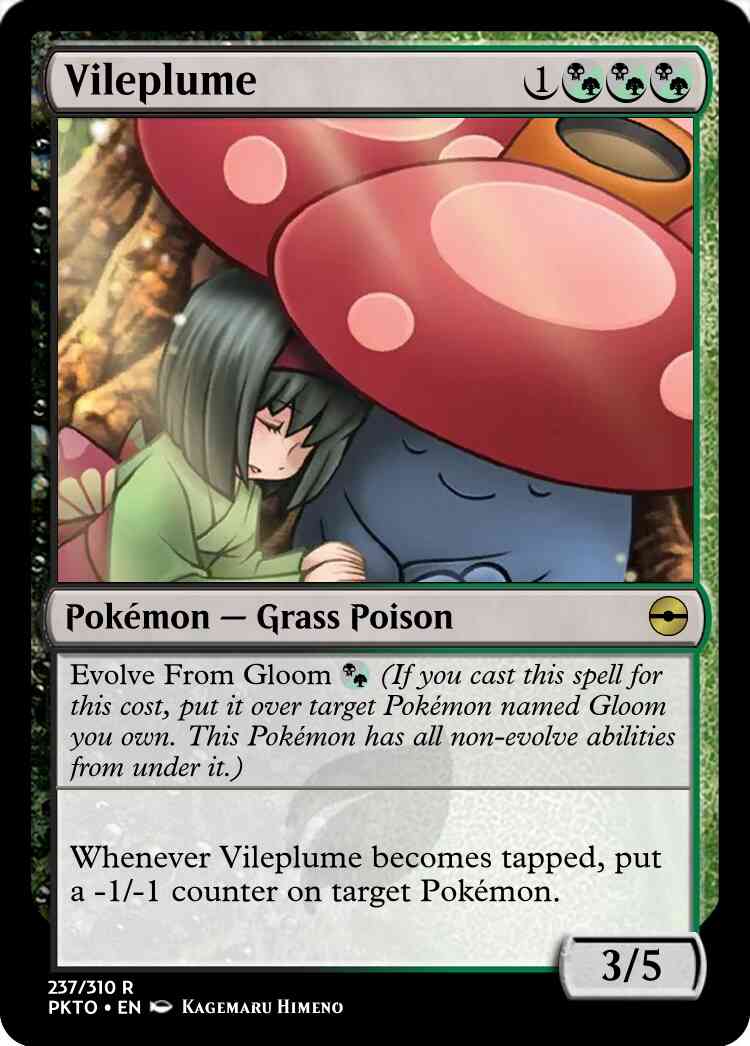 Vileplume 1
Pokémon — Grass Poison
Evolve From Gloom (If you cast this spell for
this cost, put it over target Pokémon named Gloom
you own. This Pokémon has all non-evolve abilities
from under it.)
Whenever Vileplume becomes tapped, put
a -1/-1 counter on target Pokémon.
3/5
237/310 R
PKTO • EN Kagemaru Himeno